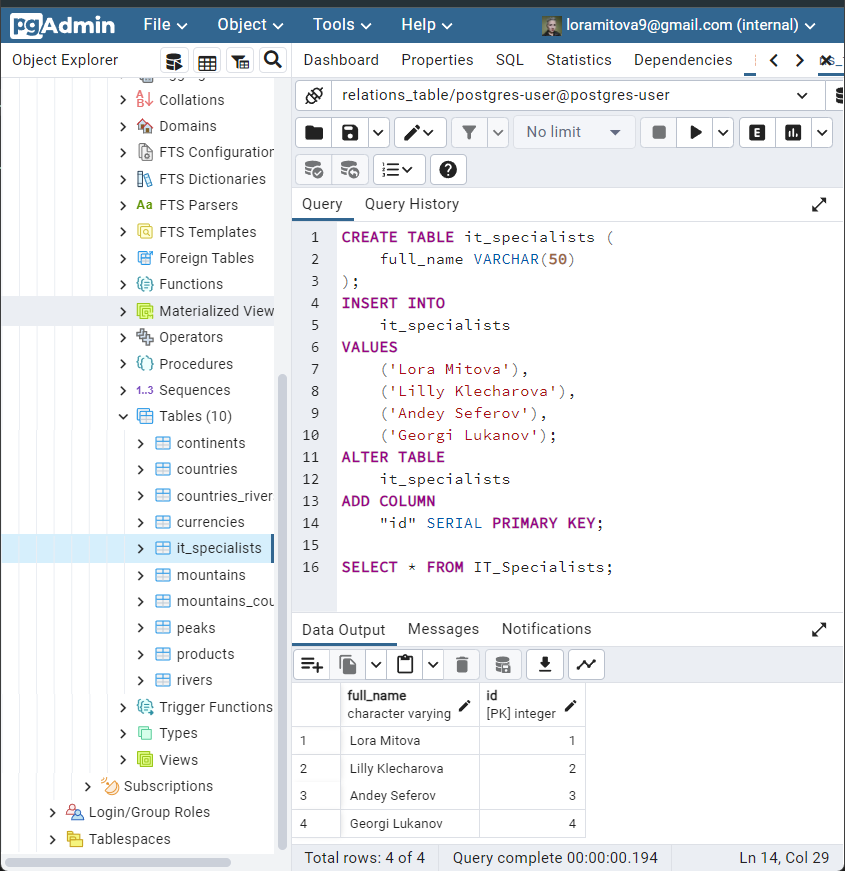 pgAdmin File Object Tools Help loramitova9@gmail.com (internal)
Object Explorer
Dashboard Properties SQL Statistics Dependencies
relations_table/postgres-user@postgres-user
No limit
E
Query Query History
1 CREATE TABLE it_specialists (
2 full_name VARCHAR(50)
3 );
4 INSERT INTO
5 it_specialists
6 VALUES
7 ('Lora Mitova'),
8 ('Lilly Klecharova'),
9 ('Andey Seferov'),
10 ('Georgi Lukanov');
11 ALTER TABLE
12 it_specialists
13 ADD COLUMN
14 "id" SERIAL PRIMARY KEY;
15
16 SELECT * FROM IT_Specialists;
Collations
Domains
FTS Configuration
FTS Dictionaries
Aa FTS Parsers
FTS Templates
Foreign Tables
Functions
Materialized View
Operators
Procedures
1..3 Sequences
Tables (10)
continents
countries
countries_river
currencies
it_specialists
mountains
mountains_cou
peaks
products
rivers
Trigger Functions
Types
Views
Subscriptions
Login/Group Roles
Tablespaces
Data Output Messages Notifications
full_name
character varying
id
[PK] integer
1 Lora Mitova 1
2 Lilly Klecharova 2
3 Andey Seferov 3
4 Georgi Lukanov 4
Total rows: 4 of 4 Query complete 00:00:00.194 Ln 14, Col 29